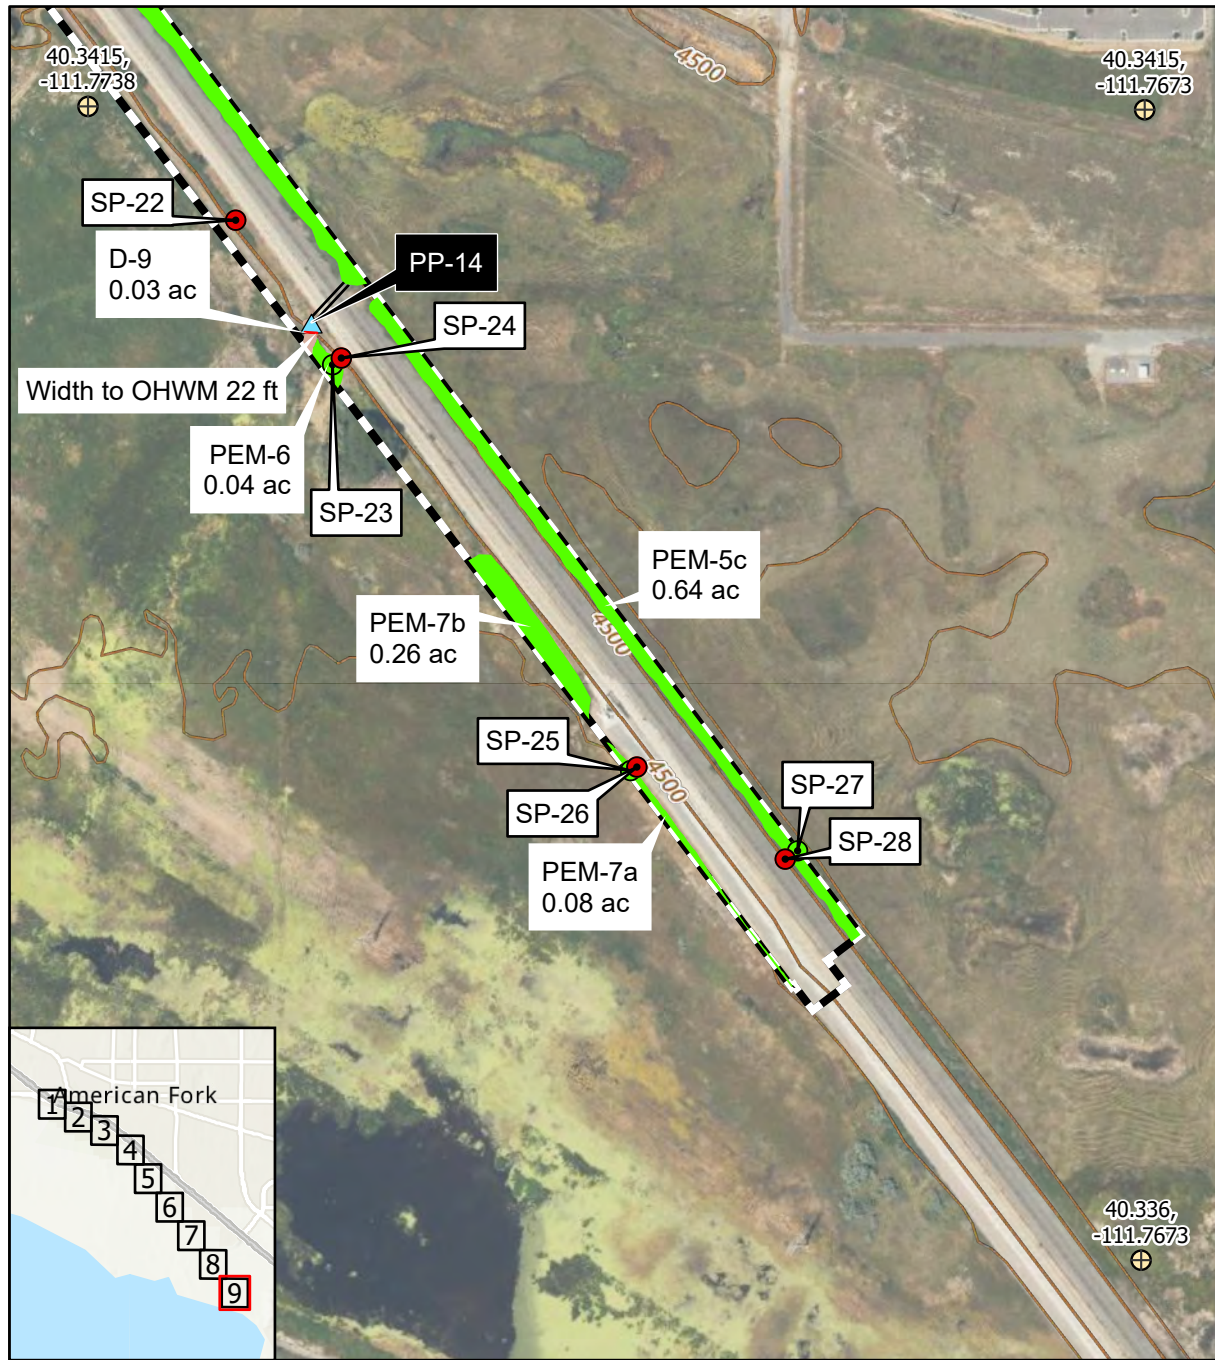 4500
40.3415,
-111.7738
40.3415,
-111.7673
SP-22
D-9
0.03 ac
PP-14
SP-24
Width to OHWM 22 ft
PEM-6
0.04 ac
SP-23
PEM-5c
0.64 ac
PEM-7b
0.26 ac
4500
SP-25
4500
SP-26
SP-27
SP-28
PEM-7a
0.08 ac
American Fork
1
2
3
4
5
6
7
8
9
40.336,
-111.7673